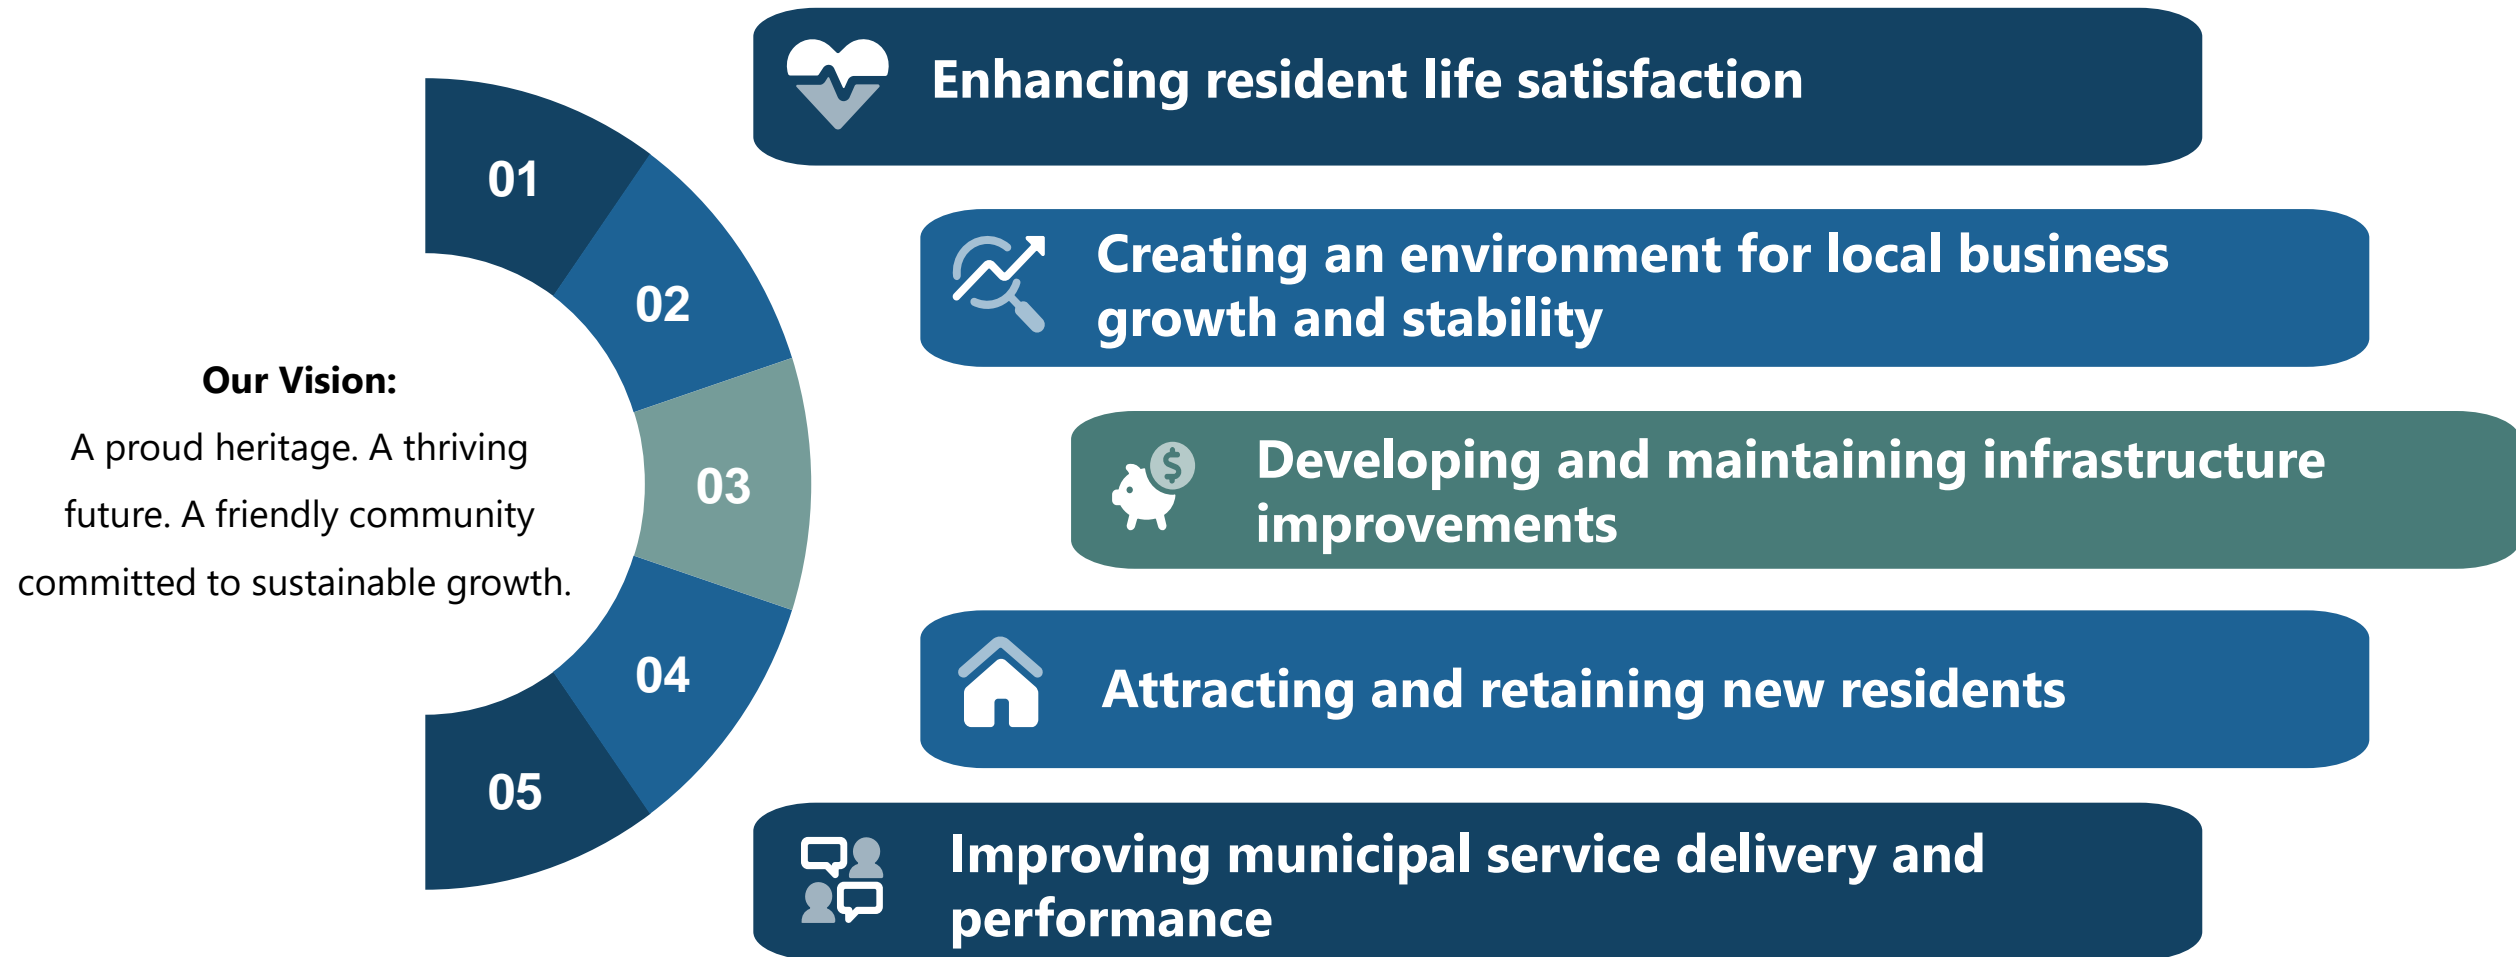 Our Vision:
A proud heritage. A thriving
future. A friendly community
committed to sustainable growth.
01
Enhancing resident life satisfaction
02
Creating an environment for local business
growth and stability
03
Developing and maintaining infrastructure
improvements
04
Attracting and retaining new residents
05
Improving municipal service delivery and
performance